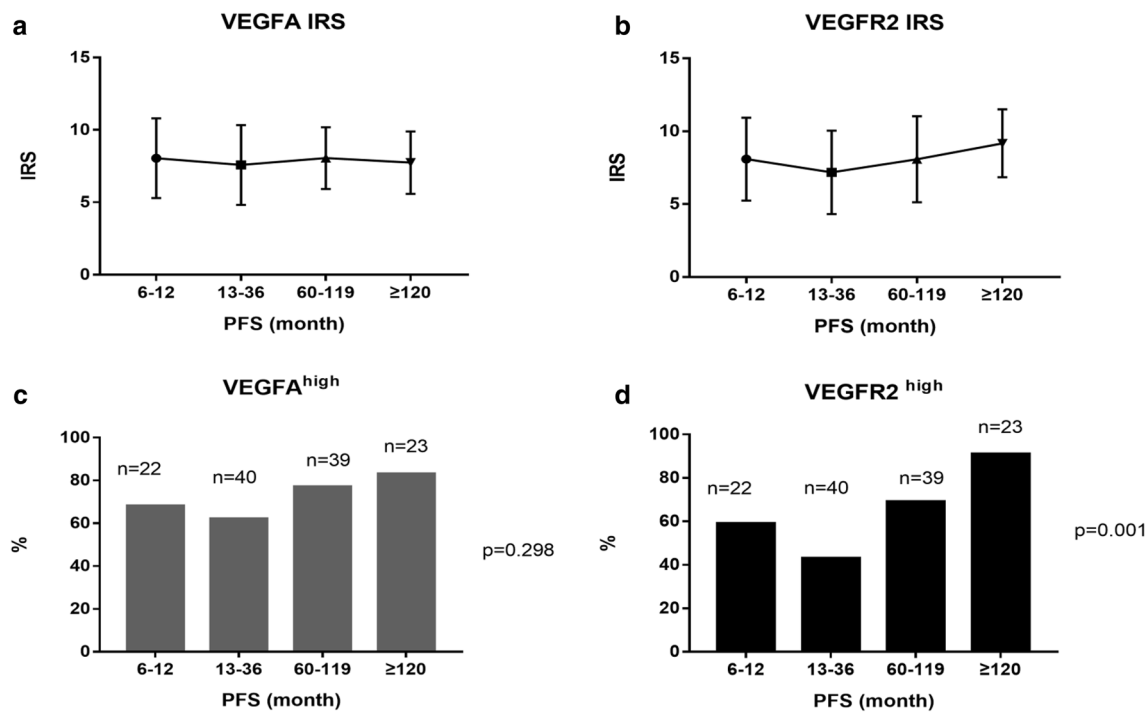 a
VEGFA IRS
15
10
5
0
IRS
6-12 13-36 60-119 ≥120
PFS (month)
b
VEGFR2 IRS
15
10
5
0
IRS
6-12 13-36 60-119 ≥120
PFS (month)
c
VEGFA^high
100
80
60
40
20
0
%
n=22 n=40 n=39 n=23
p=0.298
6-12 13-36 60-119 ≥120
PFS (month)
d
VEGFR2 ^high
100
80
60
40
20
0
%
n=22 n=40 n=39 n=23
p=0.001
6-12 13-36 60-119 ≥120
PFS (month)